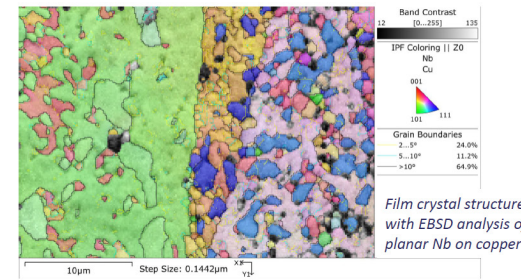 Band Contrast
12 [0...255] 135
IPF Coloring || Z0
Nb
Cu
001
101 111
Grain Boundaries
2...5° 24.0%
5...10° 11.2%
>10° 64.9%
Film crystal structure
with EBSD analysis o
planar Nb on copper
10µm Step Size: 0.1442µm X1
Y1